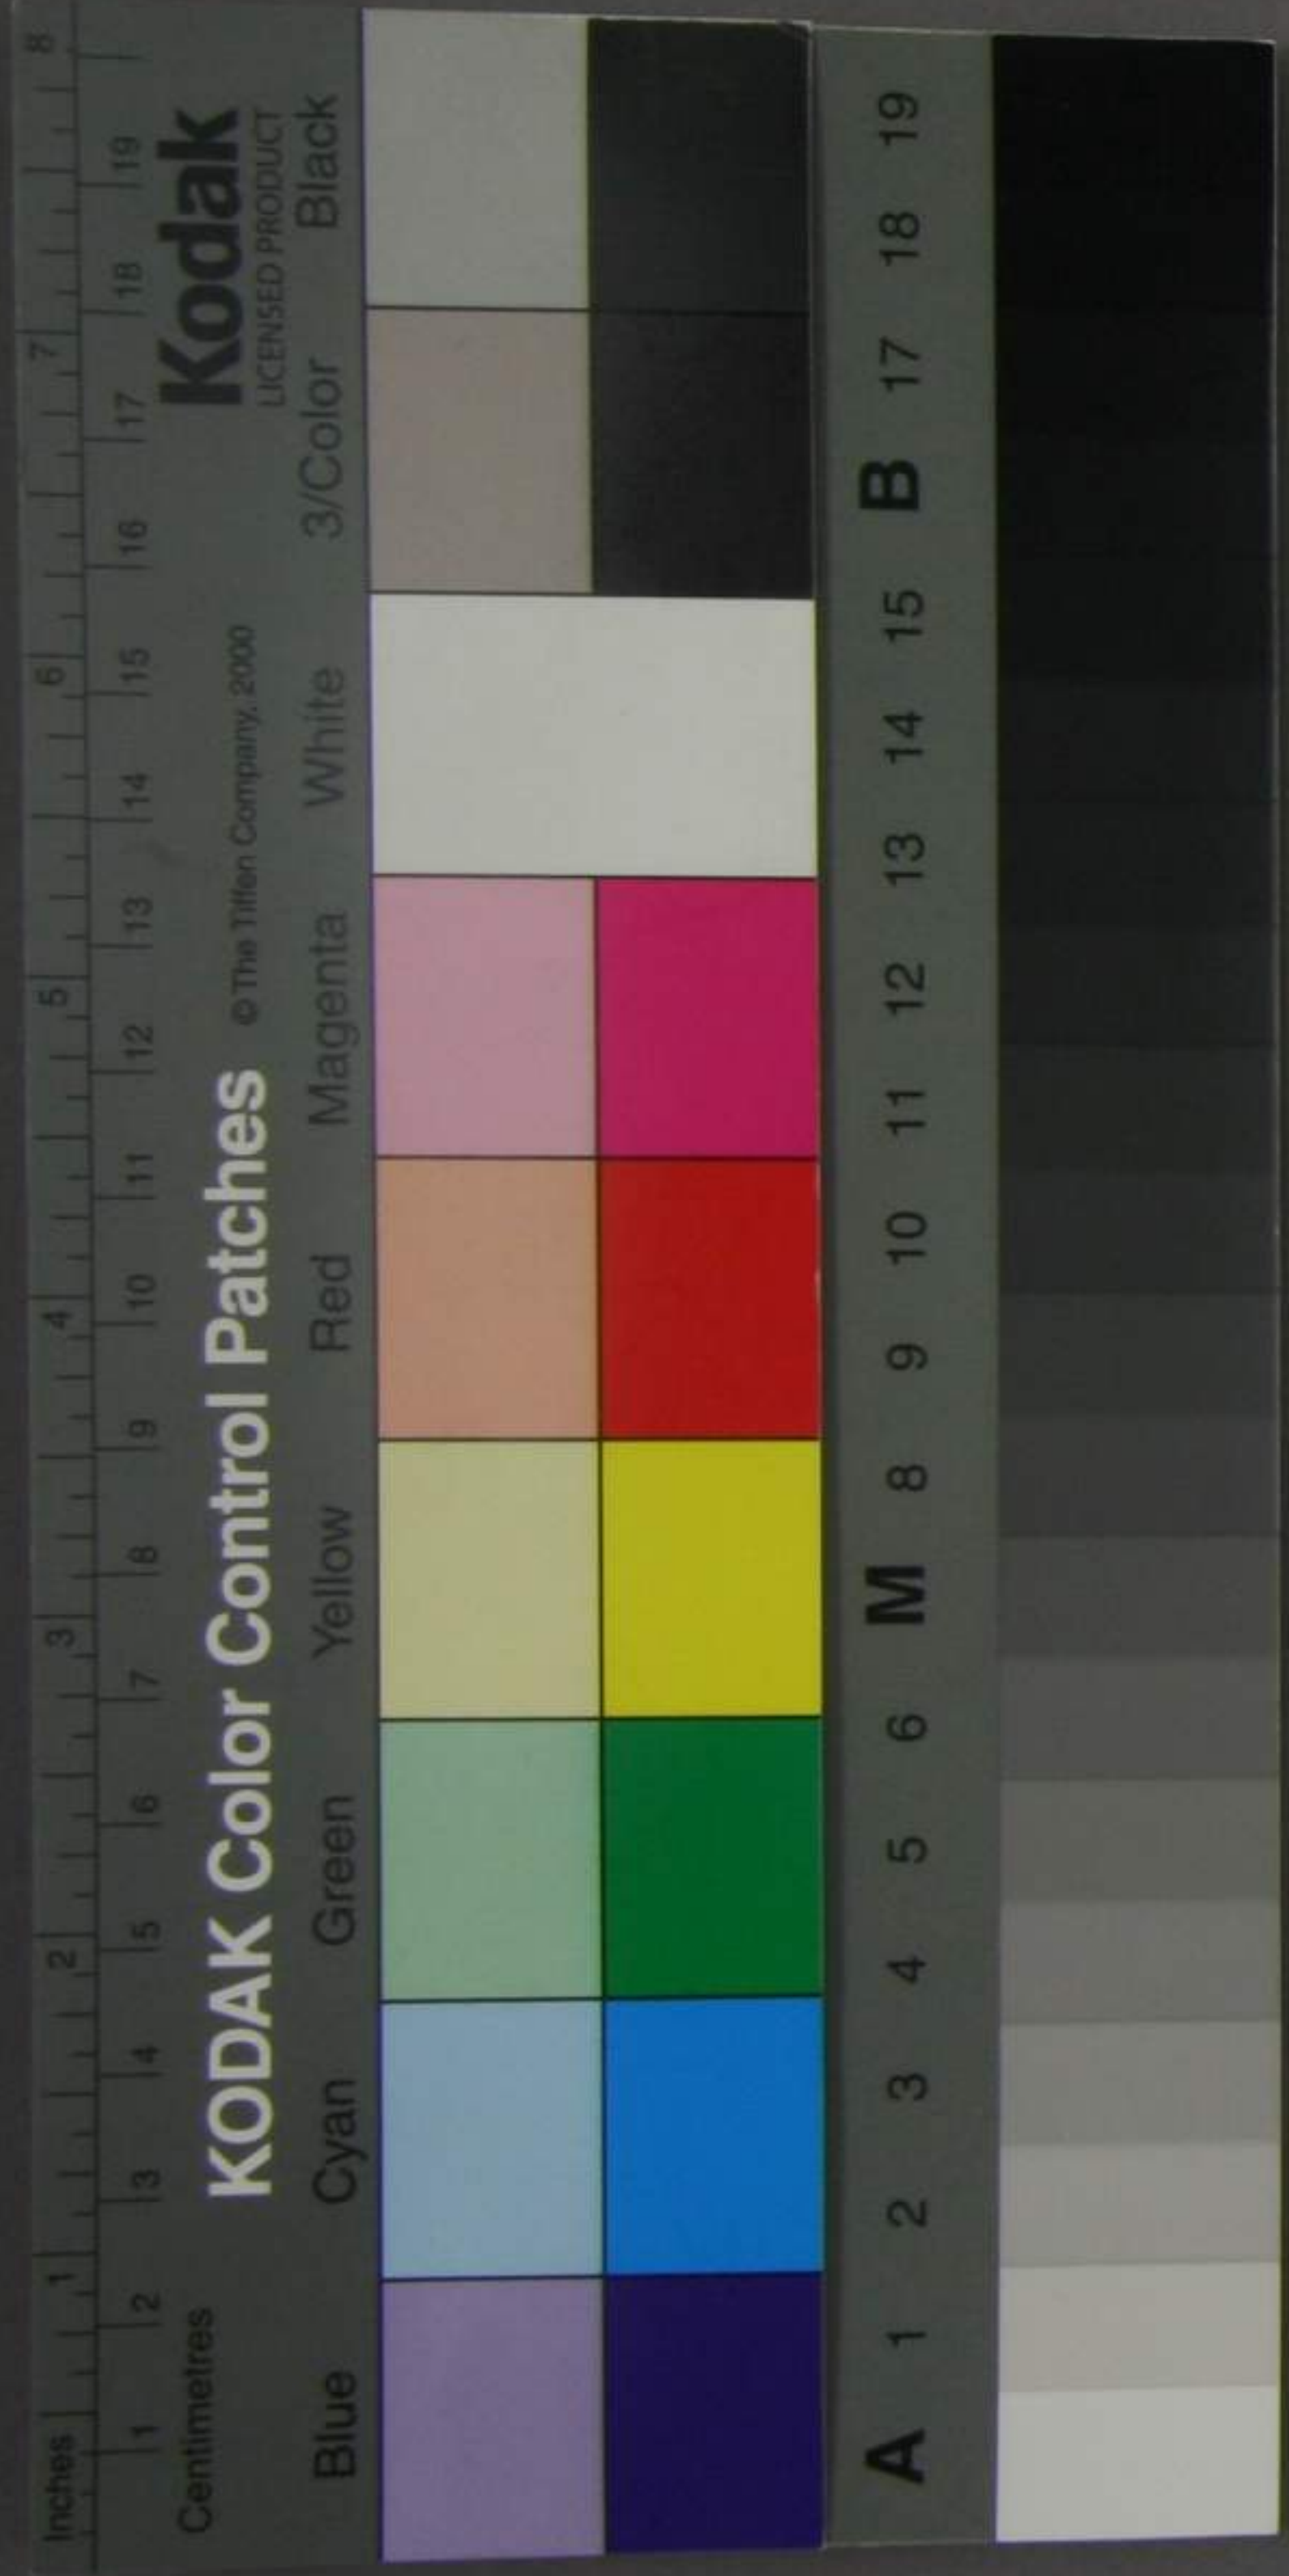 Inches 1 2 3 4 5 6 7 8
1 2 3 4 5 6 7 8 9 10 11 12 13 14 15 16 17 18 19
Centimetres
KODAK Color Control Patches © The Tiffen Company, 2000 Kodak
LICENSED PRODUCT
Blue Cyan Green Yellow Red Magenta White 3/Color Black
A 1 2 3 4 5 6 M 8 9 10 11 12 13 14 15 B 17 18 19